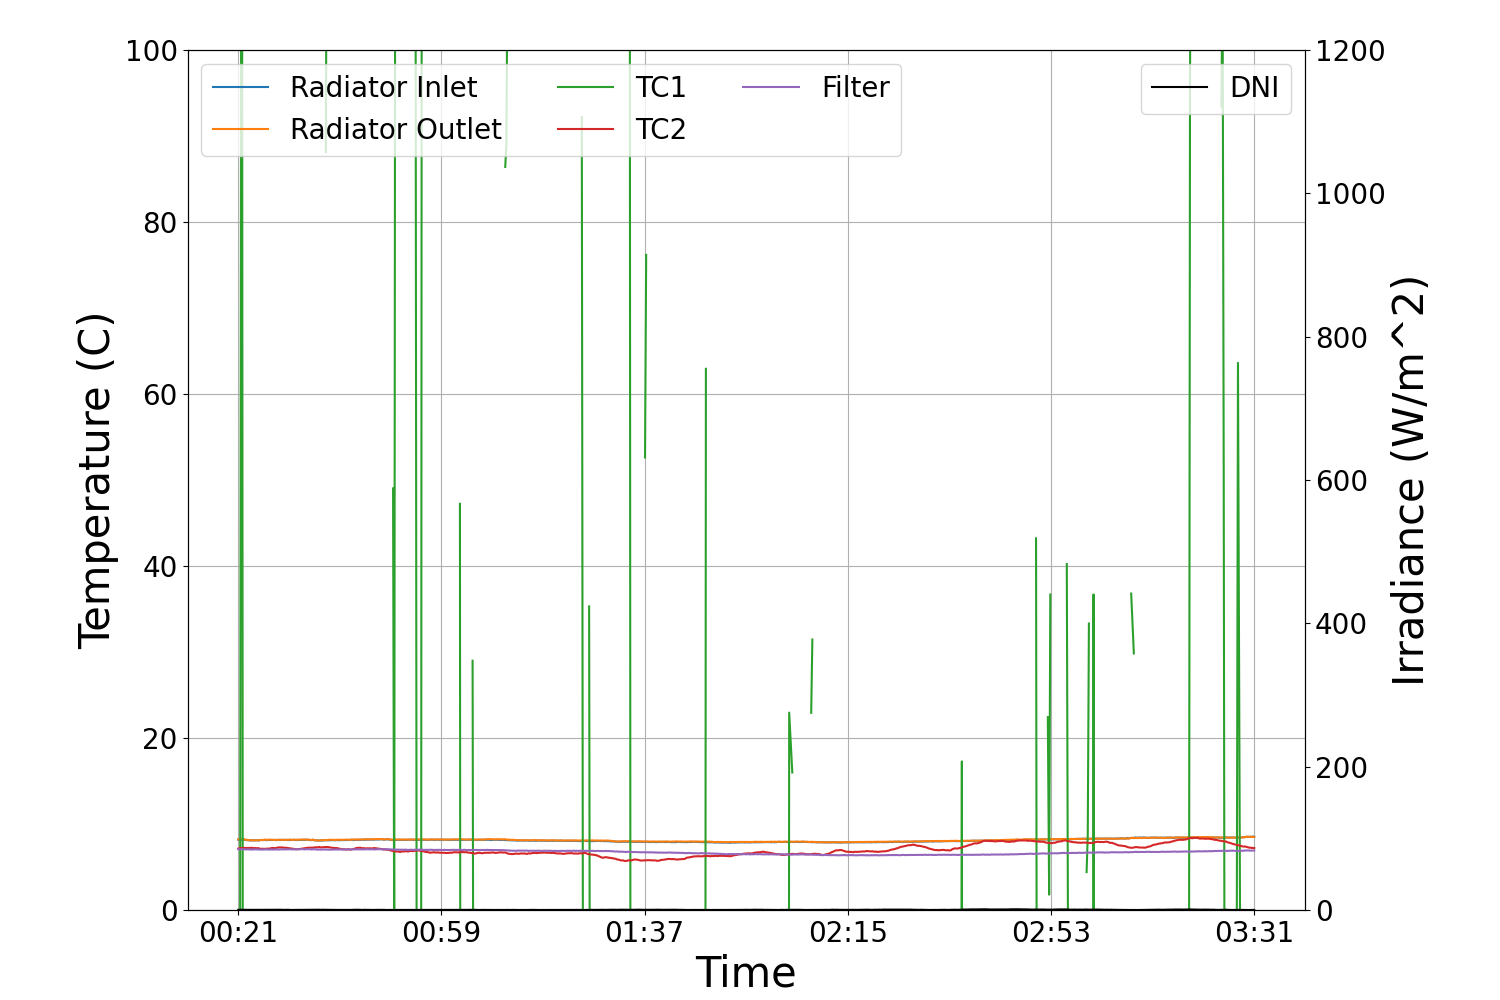 100
80
60
40
20
0
Temperature (C)
Radiator Inlet
Radiator Outlet
TC1
TC2
Filter
DNI
1200
1000
800
600
400
200
0
Irradiance (W/m^2)
00:21
00:59
01:37
02:15
02:53
03:31
Time